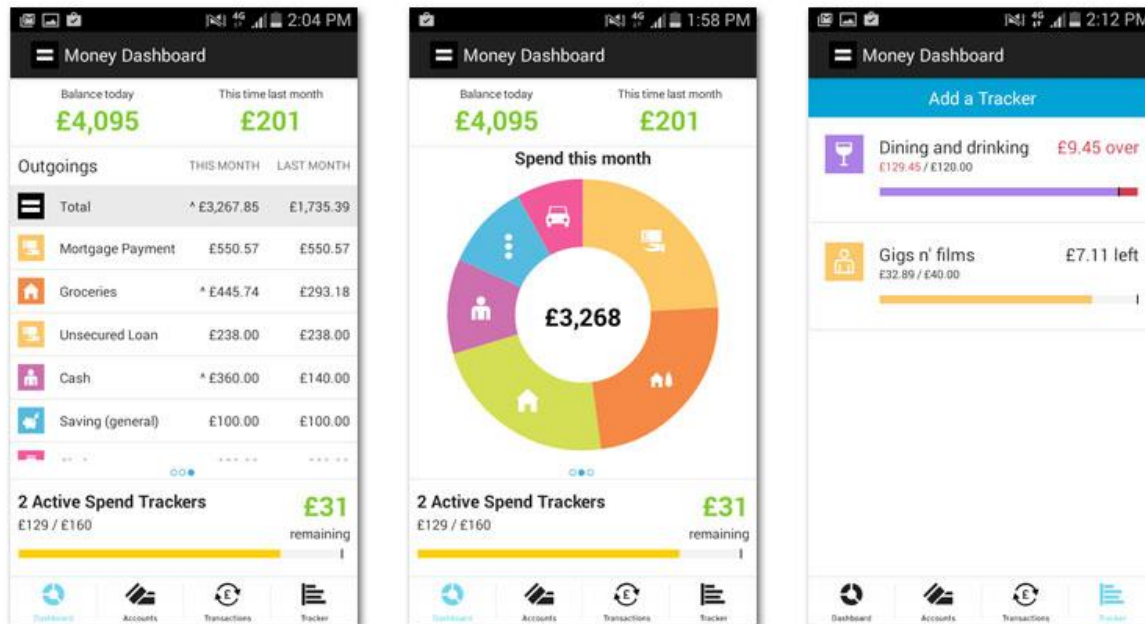 4G 2:04 PM
Money Dashboard
Balance today This time last month
£4,095 £201
Outgoings THIS MONTH LAST MONTH
Total ^ £3,267.85 £1,735.39
Mortgage Payment £550.57 £550.57
Groceries ^ £445.74 £293.18
Unsecured Loan £238.00 £238.00
Cash ^ £360.00 £140.00
Saving (general) £100.00 £100.00
2 Active Spend Trackers £31
£129 / £160 remaining
Dashboard Accounts Transactions Tracker
4G 1:58 PM
Money Dashboard
Balance today This time last month
£4,095 £201
Spend this month
£3,268
2 Active Spend Trackers £31
£129 / £160 remaining
Dashboard Accounts Transactions Tracker
4G 2:12 PM
Money Dashboard
Add a Tracker
Dining and drinking £9.45 over
£129.45 / £120.00
Gigs n' films £7.11 left
£32.89 / £40.00
Dashboard Accounts Transactions Tracker